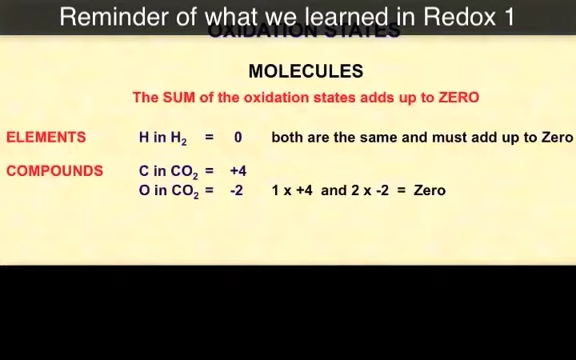 Reminder of what we learned in Redox 1
OXIDATION STATES
MOLECULES
The SUM of the oxidation states adds up to ZERO
ELEMENTS H in H₂ = 0 both are the same and must add up to Zero
COMPOUNDS C in CO₂ = +4
O in CO₂ = -2 1 x +4 and 2 x -2 = Zero